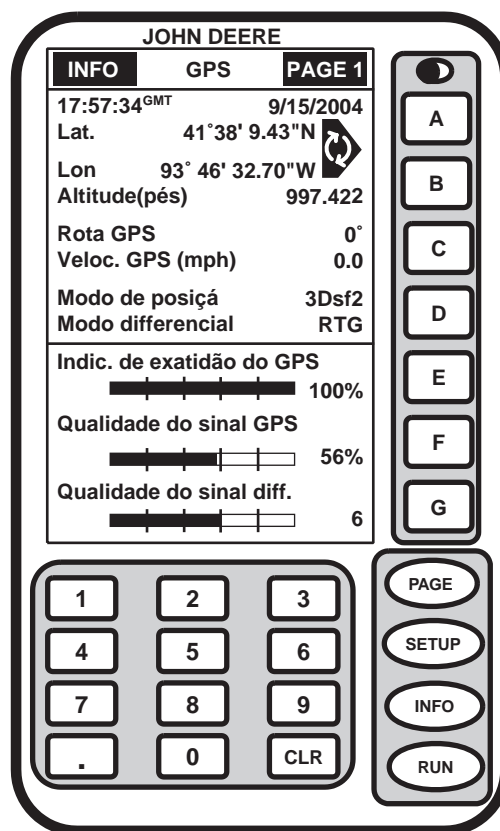 JOHN DEERE
INFO GPS PAGE 1
17:57:34GMT 9/15/2004
Lat. 41°38' 9.43"N
Lon 93° 46' 32.70"W
Altitude(pés) 997.422
Rota GPS 0°
Veloc. GPS (mph) 0.0
Modo de posiçá 3Dsf2
Modo differencial RTG
Indic. de exatidão do GPS
100%
Qualidade do sinal GPS
56%
Qualidade do sinal diff.
6
A
B
C
D
E
F
G
1 2 3
4 5 6
7 8 9
. 0 CLR
PAGE
SETUP
INFO
RUN